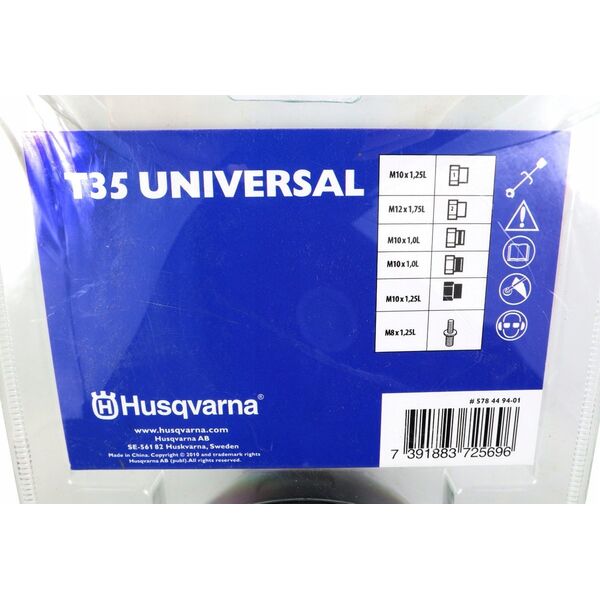 T35 UNIVERSAL
M10 x 1,25L
1
M12 x 1,75L
2
M10 x 1,0L
M10 x 1,0L
M10 x 1,25L
M8 x 1,25L
Husqvarna®
www.husqvarna.com
Husqvarna AB
SE-561 82 Huskvarna, Sweden
Made in China. Copyright © 2010 and trademark rights
Husqvarna AB (publ).All rights reserved.
# 578 44 94-01
7 391883 725696